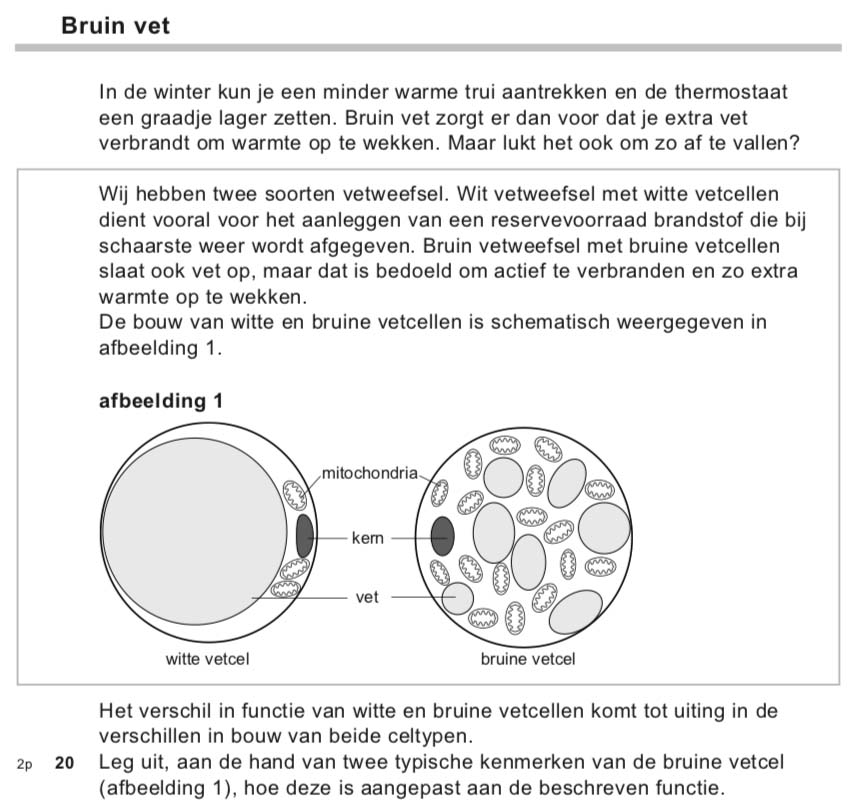 Bruin vet
In de winter kun je een minder warme trui aantrekken en de thermostaat
een graadje lager zetten. Bruin vet zorgt er dan voor dat je extra vet
verbrandt om warmte op te wekken. Maar lukt het ook om zo af te vallen?
Wij hebben twee soorten vetweefsel. Wit vetweefsel met witte vetcellen
dient vooral voor het aanleggen van een reservevoorraad brandstof die bij
schaarste weer wordt afgegeven. Bruin vetweefsel met bruine vetcellen
slaat ook vet op, maar dat is bedoeld om actief te verbranden en zo extra
warmte op te wekken.
De bouw van witte en bruine vetcellen is schematisch weergegeven in
afbeelding 1.
afbeelding 1
mitochondria
kern
vet
witte vetcel
bruine vetcel
Het verschil in functie van witte en bruine vetcellen komt tot uiting in de
verschillen in bouw van beide celtypen.
2p 20 Leg uit, aan de hand van twee typische kenmerken van de bruine vetcel
(afbeelding 1), hoe deze is aangepast aan de beschreven functie.